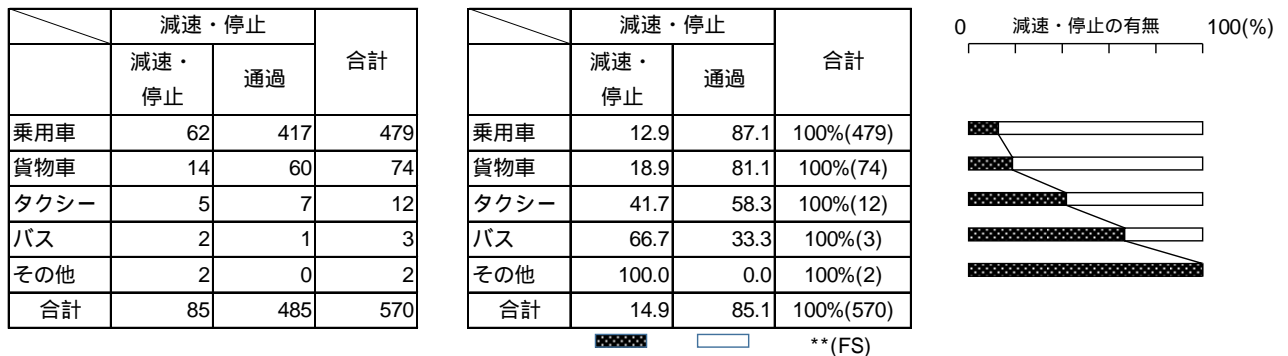 減速・停止
減速・停止 通過 合計
乗用車 62 417 479
貨物車 14 60 74
タクシー 5 7 12
バス 2 1 3
その他 2 0 2
合計 85 485 570
減速・停止
減速・停止 通過 合計
乗用車 12.9 87.1 100%(479)
貨物車 18.9 81.1 100%(74)
タクシー 41.7 58.3 100%(12)
バス 66.7 33.3 100%(3)
その他 100.0 0.0 100%(2)
合計 14.9 85.1 100%(570)
**(FS)
0 減速・停止の有無 100(%)